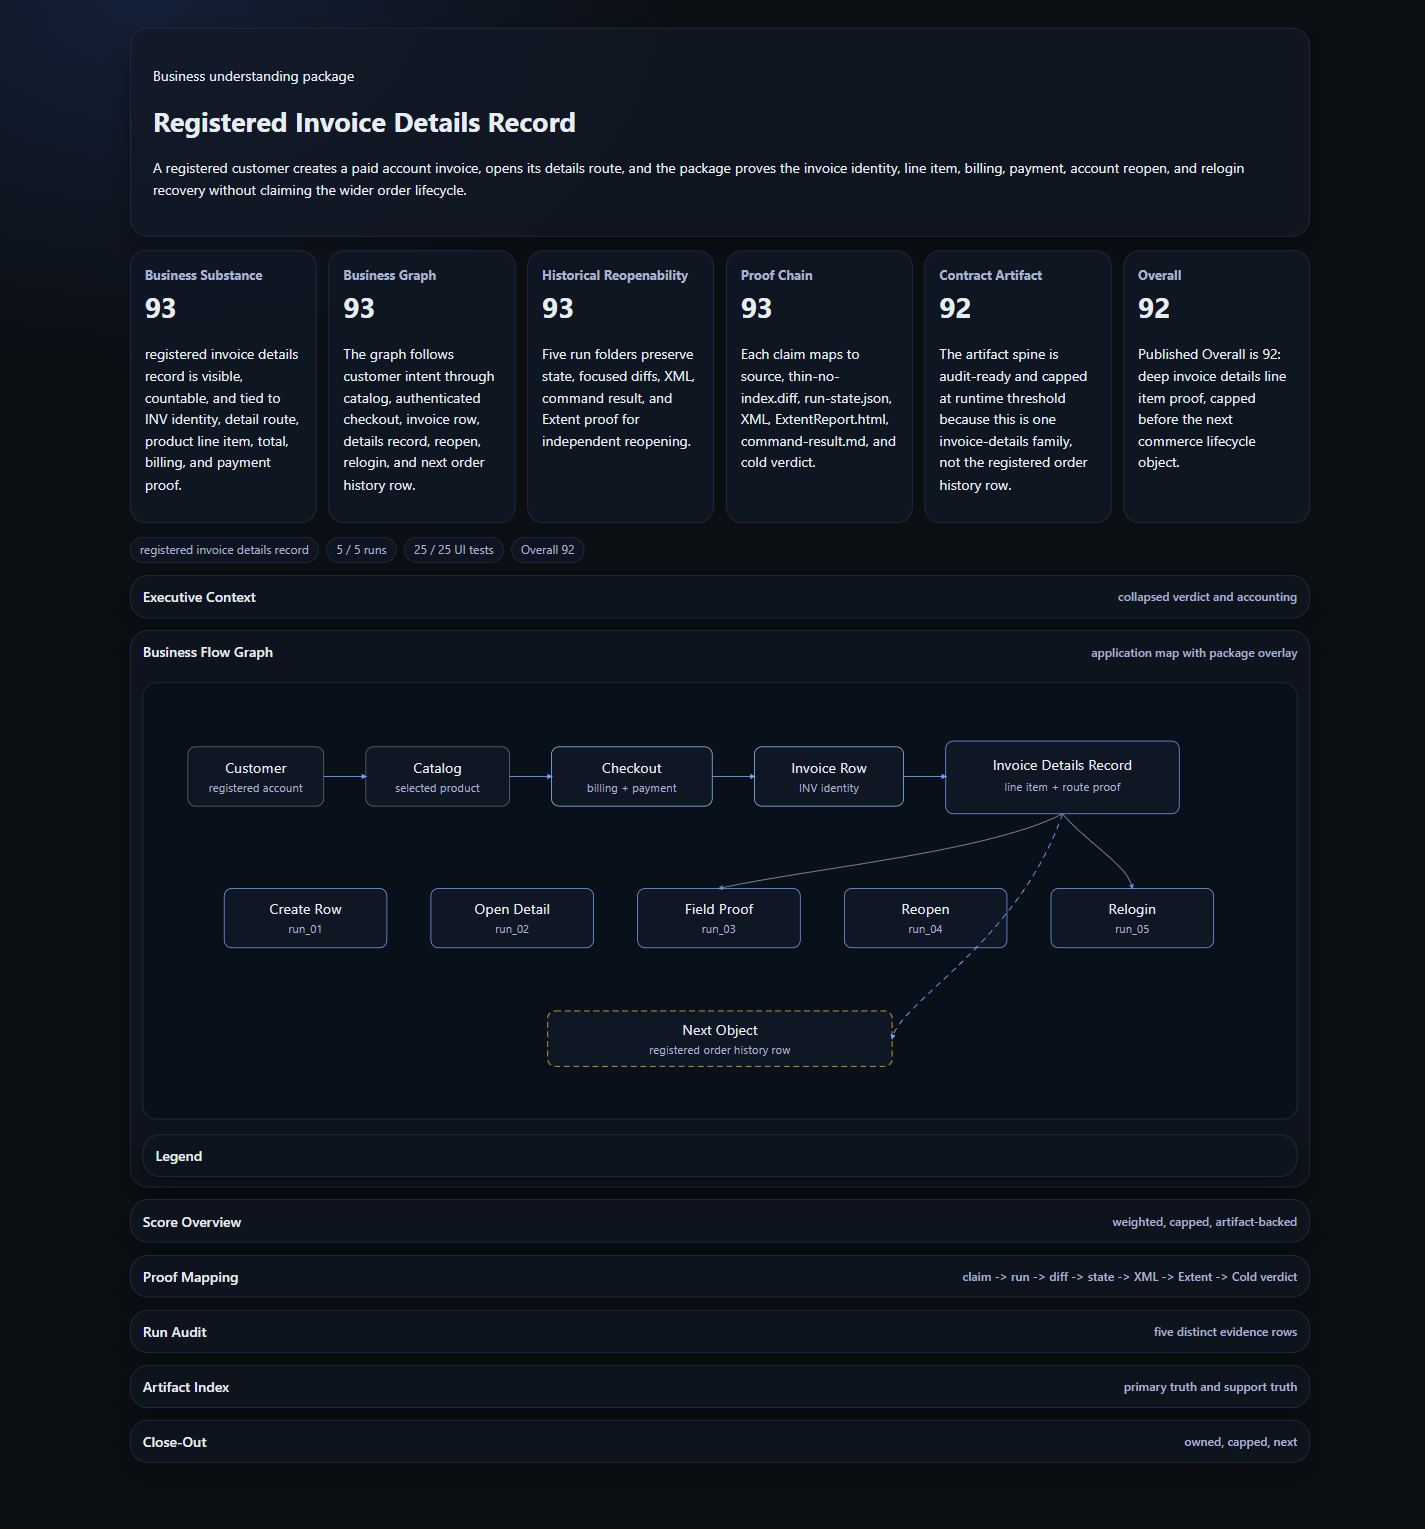 Business understanding package
Registered Invoice Details Record
A registered customer creates a paid account invoice, opens its details route, and the package proves the invoice identity, line item, billing, payment, account reopen, and relogin
recovery without claiming the wider order lifecycle.
Business Substance
93
registered invoice details
record is visible,
countable, and tied to
INV identity, detail route,
product line item, total,
billing, and payment
proof.
Business Graph
93
The graph follows
customer intent through
catalog, authenticated
checkout, invoice row,
details record, reopen,
relogin, and next order
history row.
Historical Reopenability
93
Five run folders preserve
state, focused diffs, XML,
command result, and
Extent proof for
independent reopening.
Proof Chain
93
Each claim maps to
source, thin-no-
index.diff, run-state.json,
XML, ExtentReport.html,
command-result.md, and
cold verdict.
Contract Artifact
92
The artifact spine is
audit-ready and capped
at runtime threshold
because this is one
invoice-details family,
not the registered order
history row.
Overall
92
Published Overall is 92:
deep invoice details line
item proof, capped
before the next
commerce lifecycle
object.
registered invoice details record
5 / 5 runs
25 / 25 UI tests
Overall 92
Executive Context
collapsed verdict and accounting
Business Flow Graph
application map with package overlay
Customer
registered account
Catalog
selected product
Checkout
billing + payment
Invoice Row
INV identity
Invoice Details Record
line item + route proof
Create Row
run_01
Open Detail
run_02
Field Proof
run_03
Reopen
run_04
Relogin
run_05
Next Object
registered order history row
Legend
Score Overview
weighted, capped, artifact-backed
Proof Mapping
claim -> run -> diff -> state -> XML -> Extent -> Cold verdict
Run Audit
five distinct evidence rows
Artifact Index
primary truth and support truth
Close-Out
owned, capped, next